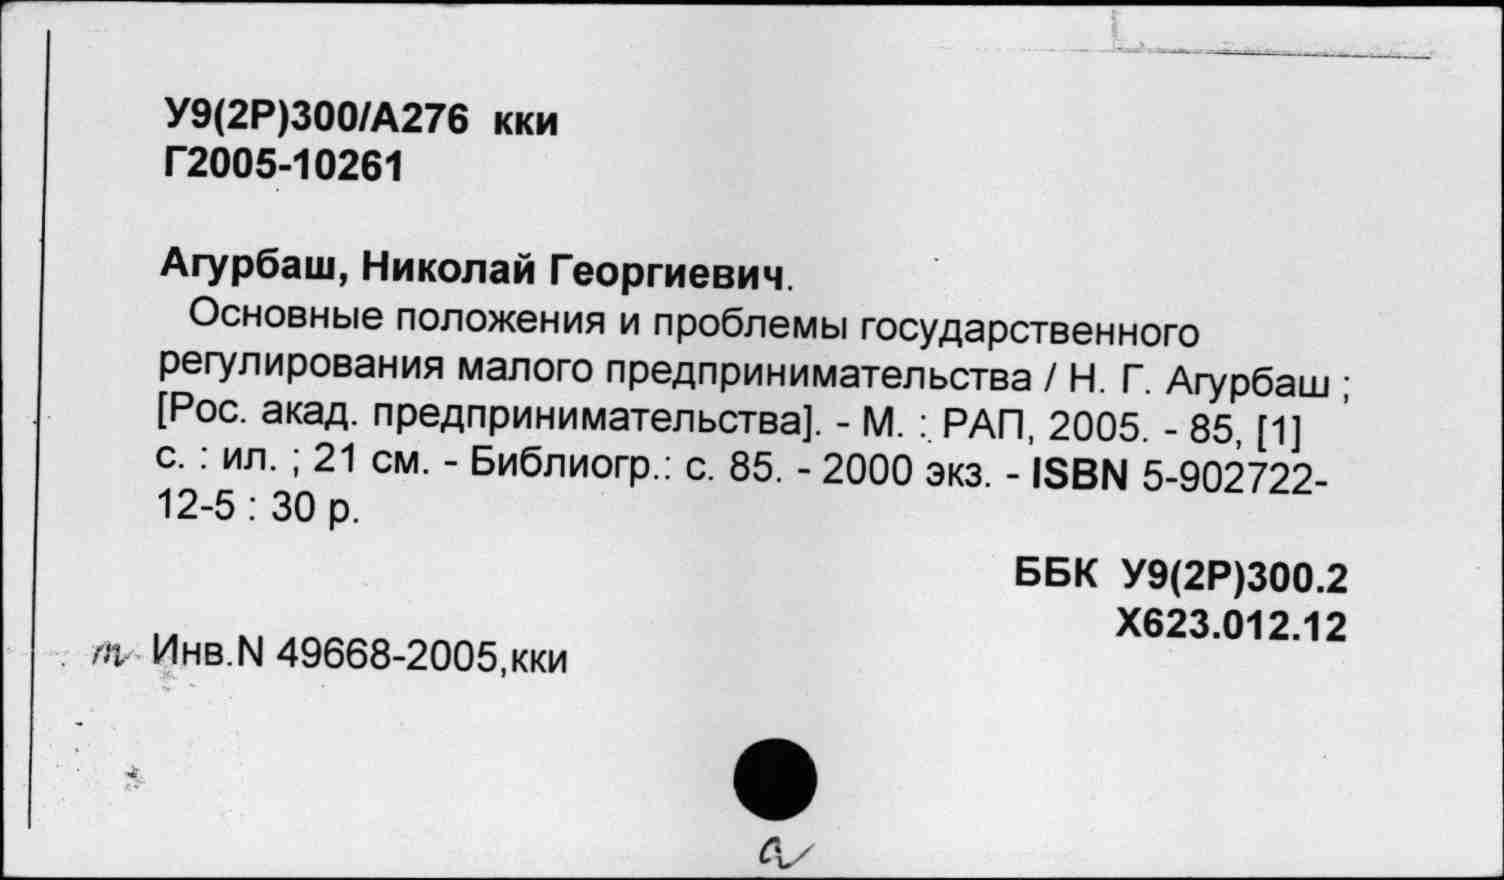 У9(2Р)300/А276 кки
Г2005-10261
Агурбаш, Николай Георгиевич.
Основные положения и проблемы государственного
регулирования малого предпринимательства / Н. Г. Агурбаш ;
[Рос. акад. предпринимательства]. - М. : РАП, 2005. - 85, [1]
с. : ил. ; 21 см. - Библиогр.: с. 85. - 2000 экз. - ISBN 5-902722-
12-5 : 30 р.
ББК У9(2Р)300.2
Х623.012.12
Инв.N 49668-2005,кки